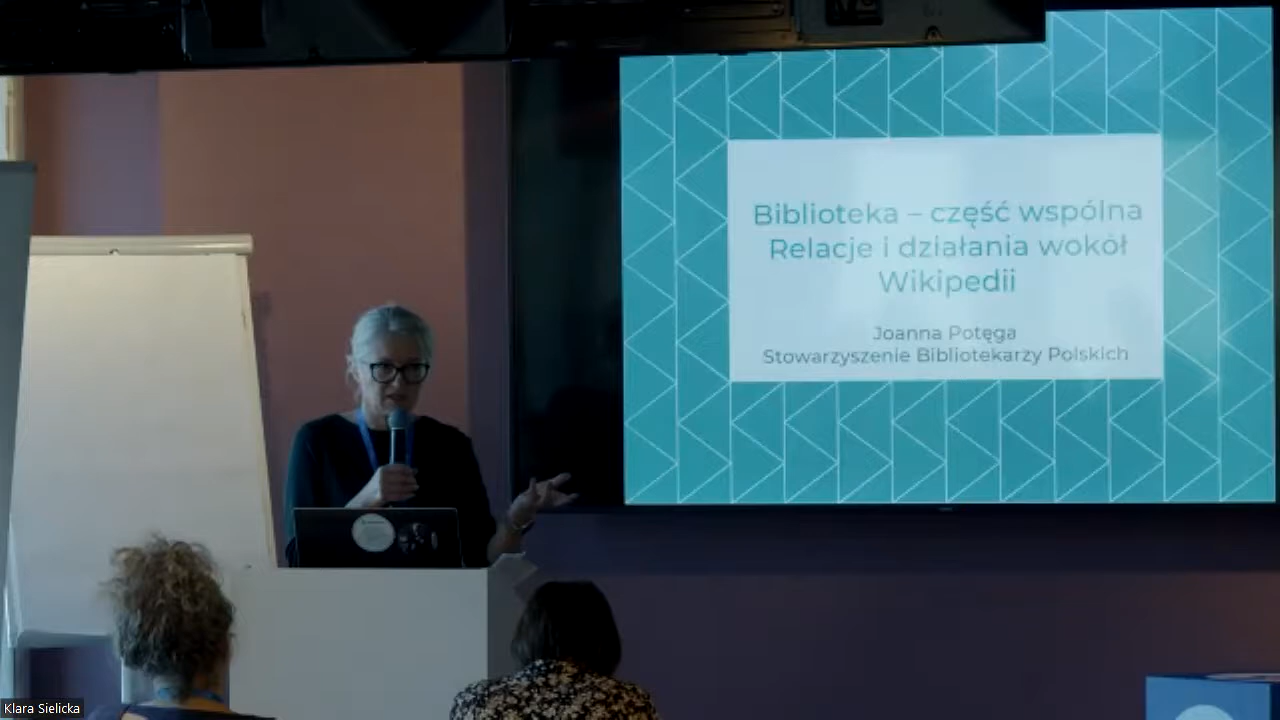 Biblioteka – część wspólna
Relacje i działania wokół
Wikipedii
Joanna Potęga
Stowarzyszenie Bibliotekarzy Polskich
Klara Sielicka